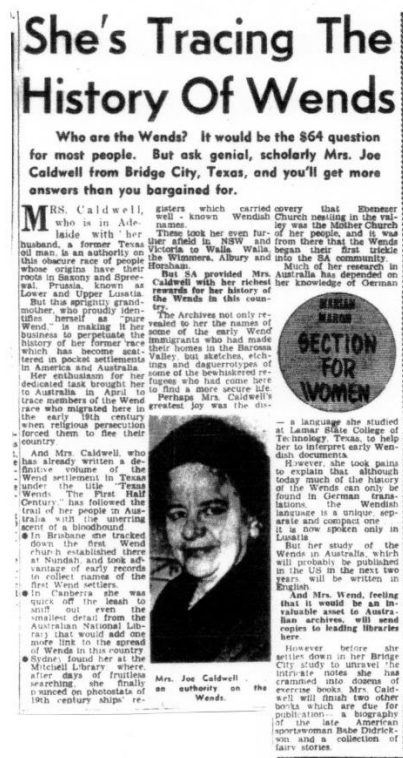 She's Tracing The
History Of Wends
Who are the Wends? It would be the $64 question
for most people. But ask genial, scholarly Mrs. Joe
Caldwell from Bridge City, Texas, and you'll get more
answers than you bargained for.
MRS. Caldwell,
who is in Ade-
laide with her
husband, a former Texas
oil man, is an authority on
this obscure race of people
whose origins have their
roots in Saxony and Spree-
wal, Prussia, known as
Lower and Upper Lusatia.
But this sprightly grand-
mother, who proudly iden-
tifies herself as "pure
Wend," is making it her
business to perpetuate the
history of her former race
which has become scat-
tered in pocket settlements
in America and Australia.
Her enthusiasm for her
dedicated task brought her
to Australia in April to
trace members of the Wend
race who migrated here in
the early 19th century
when religious persecution
forced them to flee their
country.
And Mrs. Caldwell, who
has already written a de-
finitive volume of the
Wend settlement in Texas
under the title "Texas
Wends The First Half
Century," has followed the
trail of her people in Aus-
tralia with the unerring
scent of a bloodhound.
● In Brisbane she tracked
down the first Wend
church established there
at Nundah, and took ad-
vantage of early records
to collect names of the
first Wend settlers.
● In Canberra she was
quick off the leash to
sniff out even the
smallest detail from the
Australian National Lib-
rary that would add one
more link to the spread
of Wends in this country
● Sydney found her at the
Mitchell Library where,
after days of fruitless
searching, she finally
pounced on photostats of
19th century ships' re-
gisters which carried
well-known Wendish
names.
These took her even fur-
ther afield in NSW and
Victoria to Walla Walla,
the Wimmera, Albury and
Horsham.
But SA provided Mrs.
Caldwell with her richest
rewards for her history of
the Wends in this coun-
try.
The Archives not only re-
vealed to her the names of
some of the early Wend
immigrants who had made
their homes in the Barossa
Valley, but sketches, etch-
ings and daguerrotypes of
some of the bewhiskered re-
fugees who had come here
to find a more secure life.
Perhaps Mrs. Caldwell's
greatest joy was the dis-
Mrs. Joe Caldwell
an authority on the
Wends.
covery that Ebenezer
Church nestling in the val-
ley was the Mother Church
of her people, and it was
from there that the Wends
began their first trickle
into the SA community.
Much of her research in
Australia has depended on
her knowledge of German
MARIAN
MARCH
SECTION
FOR
WOMEN
— a language she studied
at Lamar State College of
Technology, Texas, to help
her to interpret early Wen-
dish documents.
However, she took pains
to explain that although
today much of the history
of the Wends can only be
found in German trans-
lations, the Wendish
language is a unique, sep-
arate and compact one
it is now spoken only in
Lusatia
But her study of the
Wends in Australia, which
will probably be published
in the US in the next two
years, will be written in
English.
And Mrs. Wend, feeling
that it would be an in-
valuable asset to Austra-
lian archives, will send
copies to leading libraries
here.
However before she
settles down in her Bridge
City study to unravel the
intricate notes she has
crammed into dozens of
exercise books, Mrs. Cald-
well will finish two other
books which are due for
publication— a biography
of the late American
sportswoman Babe Didrick-
son and a collection of
fairy stories.